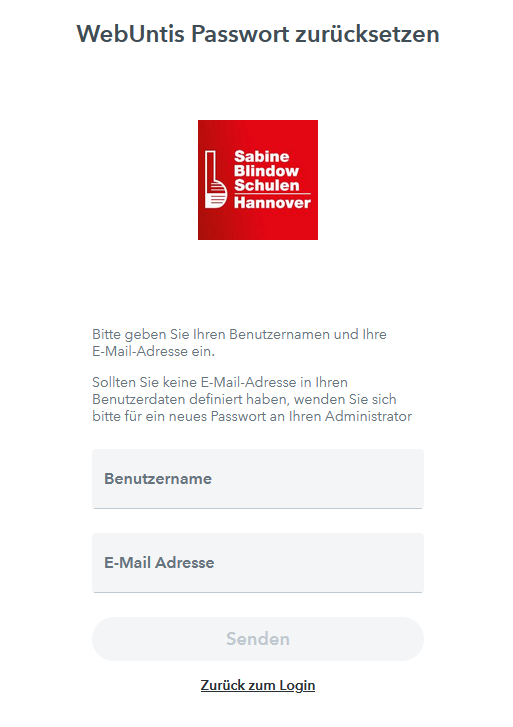 WebUntis Passwort zurücksetzen
Sabine
Blindow
Schulen
Hannover
Bitte geben Sie Ihren Benutzernamen und Ihre
E-Mail-Adresse ein.
Sollten Sie keine E-Mail-Adresse in Ihren
Benutzerdaten definiert haben, wenden Sie sich
bitte für ein neues Passwort an Ihren Administrator
Benutzername
E-Mail Adresse
Senden
Zurück zum Login